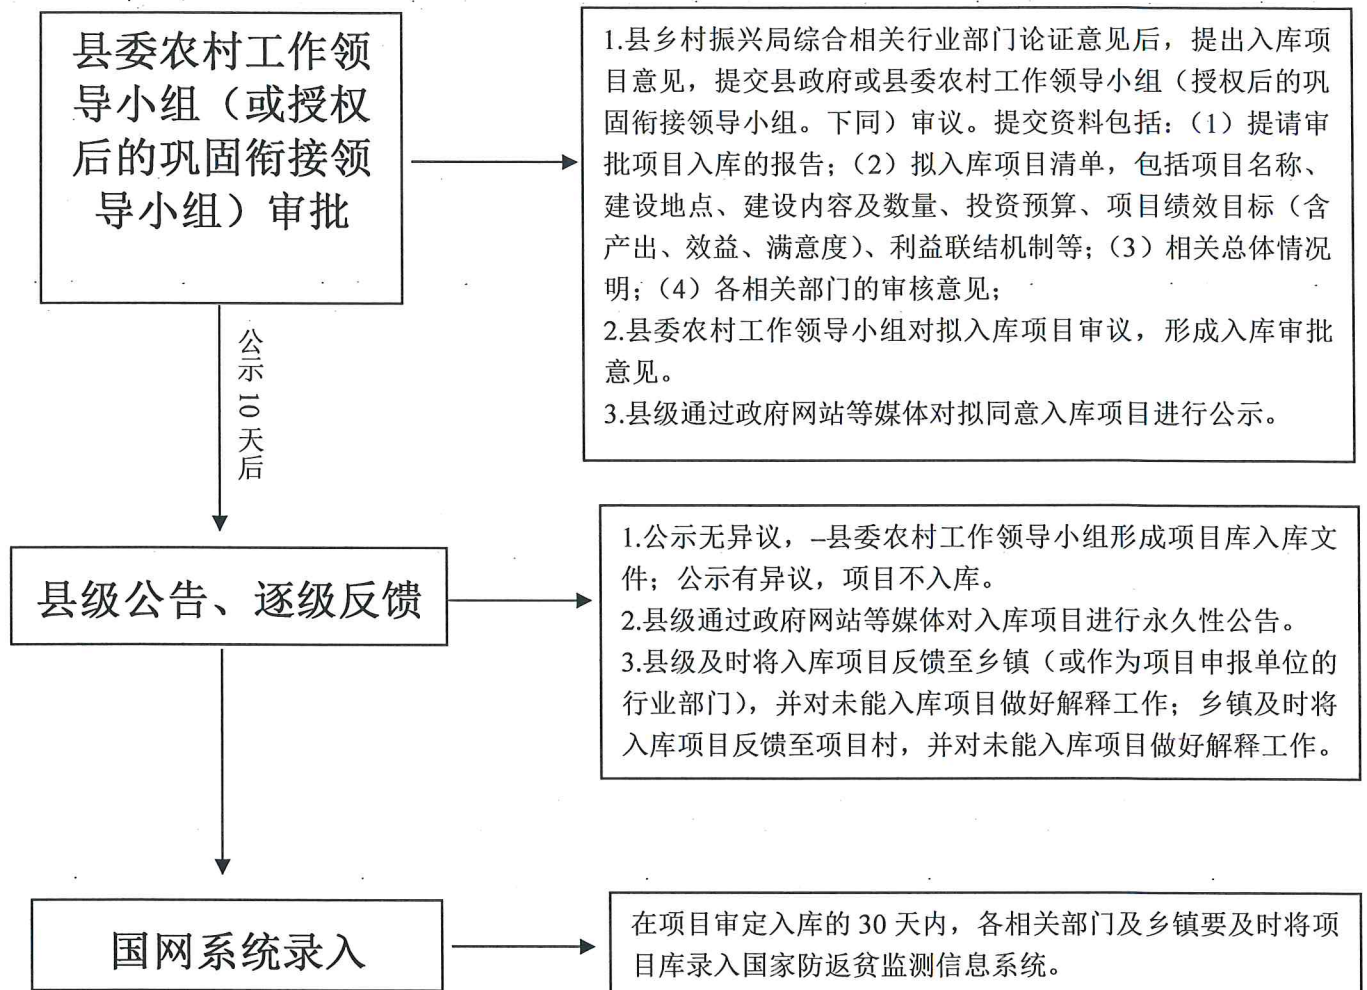 县委农村工作领
导小组（或授权
后的巩固衔接领
导小组）审批
1.县乡村振兴局综合相关行业部门论证意见后，提出入库项
目意见，提交县政府或县委农村工作领导小组（授权后的巩
固衔接领导小组。下同）审议。提交资料包括：（1）提请审
批项目入库的报告；（2）拟入库项目清单，包括项目名称、
建设地点、建设内容及数量、投资预算、项目绩效目标（含
产出、效益、满意度）、利益联结机制等；（3）相关总体情况
明；（4）各相关部门的审核意见；
2.县委农村工作领导小组对拟入库项目审议，形成入库审批
意见。
3.县级通过政府网站等媒体对拟同意入库项目进行公示。
公示 10 天后
县级公告、逐级反馈
1.公示无异议，–县委农村工作领导小组形成项目库入库文
件；公示有异议，项目不入库。
2.县级通过政府网站等媒体对入库项目进行永久性公告。
3.县级及时将入库项目反馈至乡镇（或作为项目申报单位的
行业部门），并对未能入库项目做好解释工作；乡镇及时将
入库项目反馈至项目村，并对未能入库项目做好解释工作。
国网系统录入
在项目审定入库的 30 天内，各相关部门及乡镇要及时将项
目库录入国家防返贫监测信息系统。